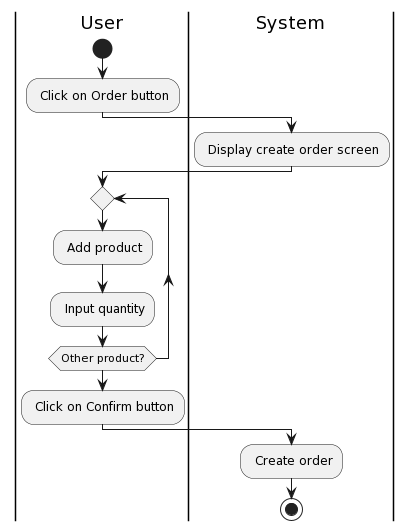 User
System
Click on Order button
Display create order screen
Add product
Input quantity
Other product?
Click on Confirm button
Create order